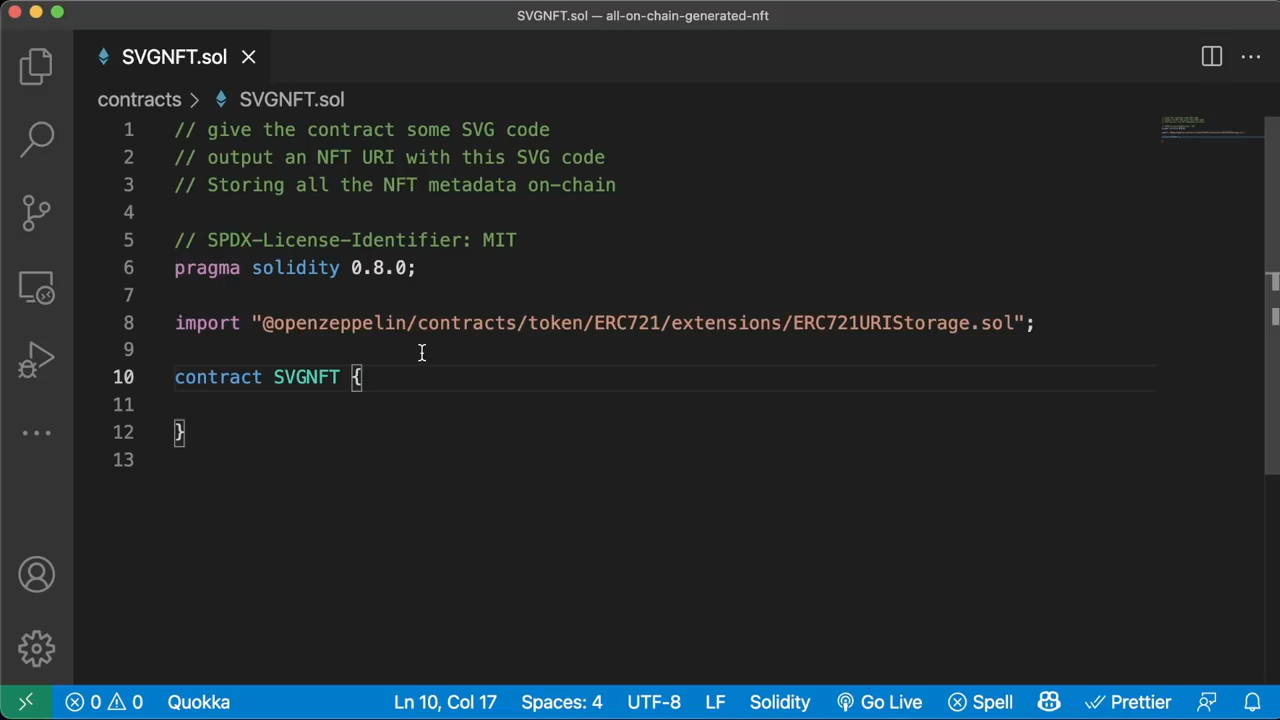 SVGNFT.sol — all-on-chain-generated-nft
SVGNFT.sol
contracts > SVGNFT.sol
1 // give the contract some SVG code
2 // output an NFT URI with this SVG code
3 // Storing all the NFT metadata on-chain
4
5 // SPDX-License-Identifier: MIT
6 pragma solidity 0.8.0;
7
8 import "@openzeppelin/contracts/token/ERC721/extensions/ERC721URIStorage.sol";
9
10 contract SVGNFT {
11
12 }
13
0 0 Quokka Ln 10, Col 17 Spaces: 4 UTF-8 LF Solidity Go Live Spell Prettier